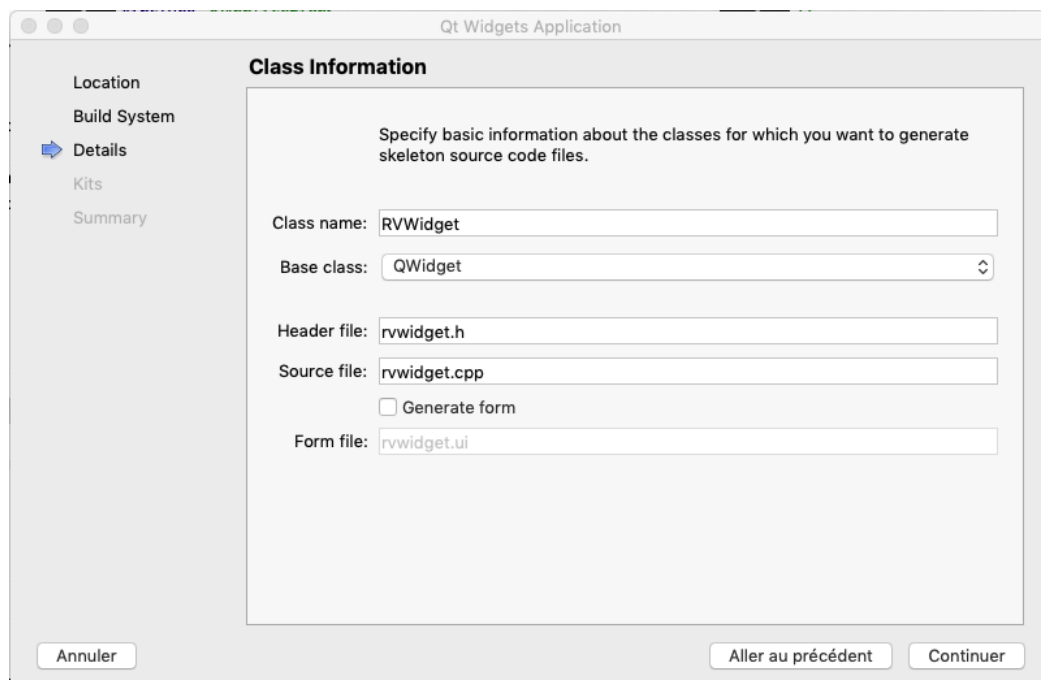 Qt Widgets Application
Location
Build System
Details
Kits
Summary
Class Information
Specify basic information about the classes for which you want to generate
skeleton source code files.
Class name: RVWidget
Base class: QWidget
Header file: rvwidget.h
Source file: rvwidget.cpp
Generate form
Form file: rvwidget.ui
Annuler
Aller au précédent
Continuer